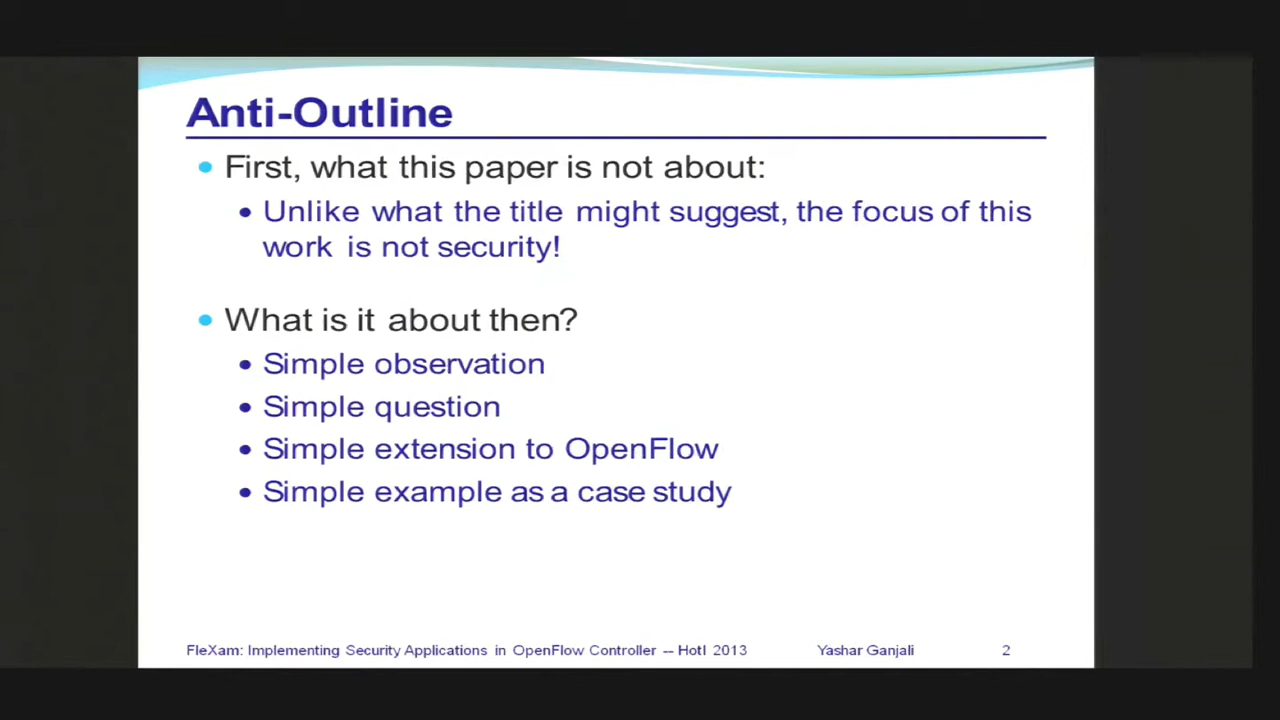 Anti-Outline
First, what this paper is not about:
Unlike what the title might suggest, the focus of this
work is not security!
What is it about then?
Simple observation
Simple question
Simple extension to OpenFlow
Simple example as a case study
FleXam: Implementing Security Applications in OpenFlow Controller -- HotI 2013 Yashar Ganjali 2